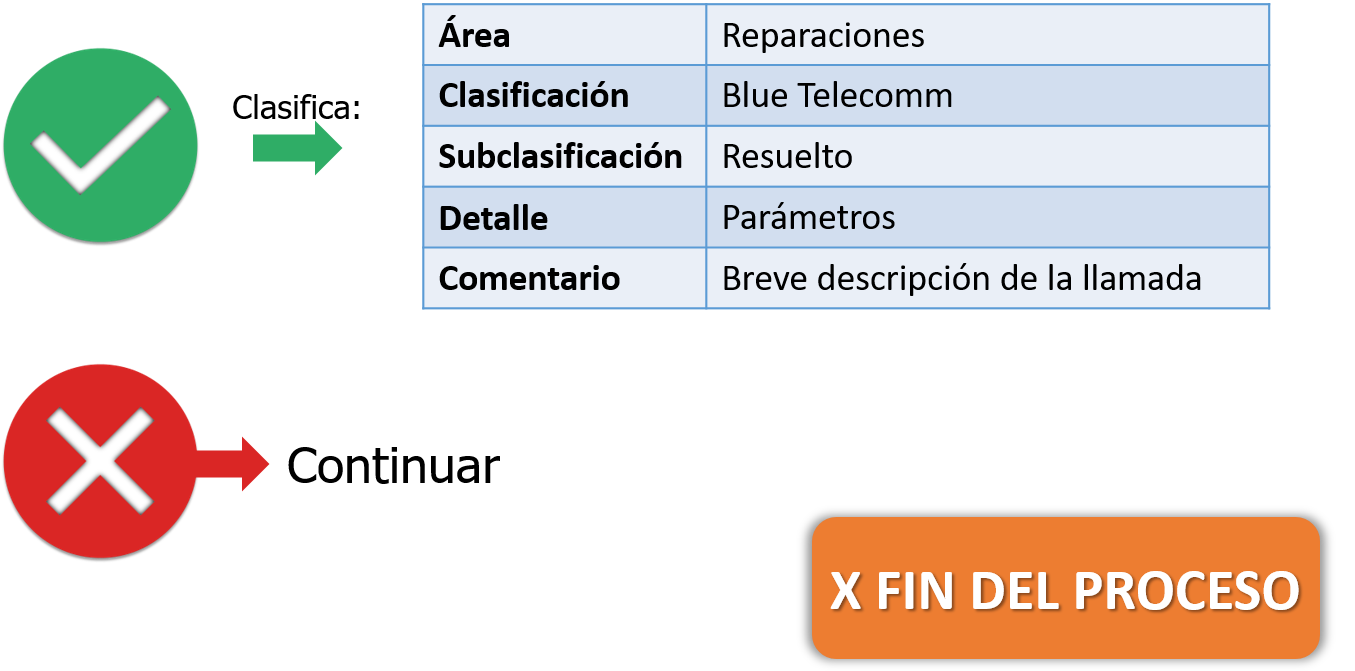 Clasifica:
Área Reparaciones
Clasificación Blue Telecomm
Subclasificación Resuelto
Detalle Parámetros
Comentario Breve descripción de la llamada
Continuar
X FIN DEL PROCESO